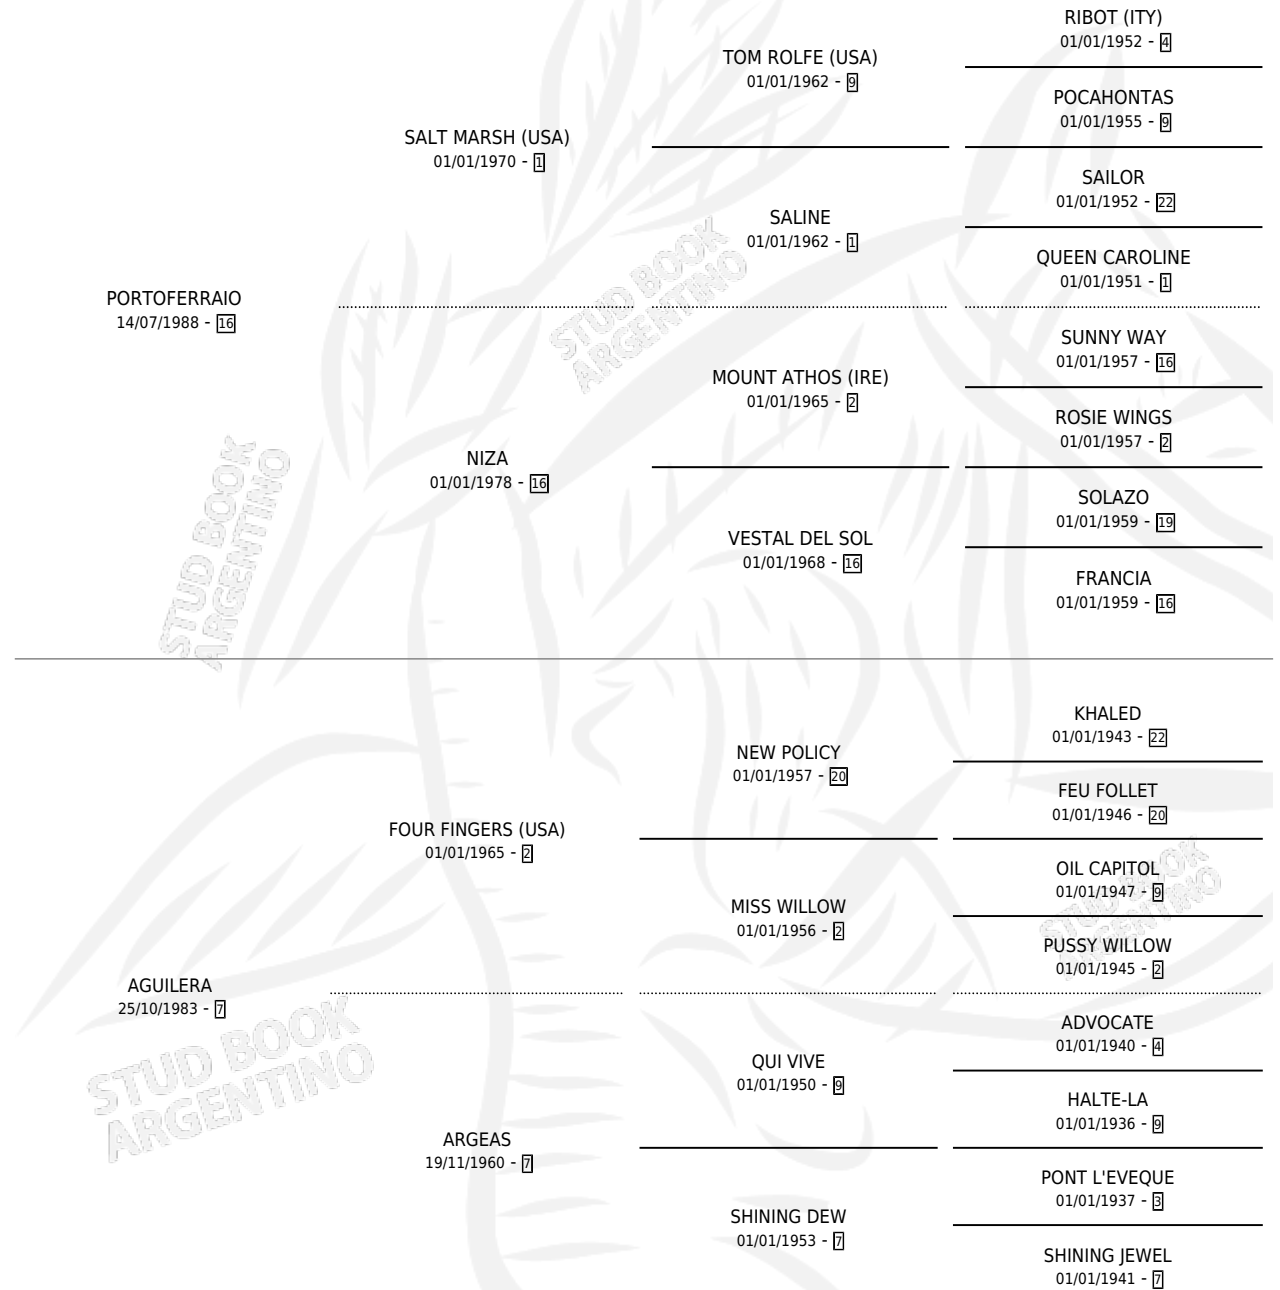 RIBOT (ITY)
01/01/1952 - 4
TOM ROLFE (USA)
01/01/1962 - 9
POCAHONTAS
01/01/1955 - 9
SALT MARSH (USA)
01/01/1970 - 1
SAILOR
01/01/1952 - 22
SALINE
01/01/1962 - 1
QUEEN CAROLINE
01/01/1951 - 1
PORTOFERRAIO
14/07/1988 - 16
SUNNY WAY
01/01/1957 - 16
MOUNT ATHOS (IRE)
01/01/1965 - 2
ROSIE WINGS
01/01/1957 - 2
NIZA
01/01/1978 - 16
SOLAZO
01/01/1959 - 19
VESTAL DEL SOL
01/01/1968 - 16
FRANCIA
01/01/1959 - 16
KHALED
01/01/1943 - 22
NEW POLICY
01/01/1957 - 20
FEU FOLLET
01/01/1946 - 20
FOUR FINGERS (USA)
01/01/1965 - 2
OIL CAPITOL
01/01/1947 - 9
MISS WILLOW
01/01/1956 - 2
PUSSY WILLOW
01/01/1945 - 2
AGUILERA
25/10/1983 - 7
ADVOCATE
01/01/1940 - 4
QUI VIVE
01/01/1950 - 9
HALTE-LA
01/01/1936 - 9
ARGEAS
19/11/1960 - 7
PONT L'EVEQUE
01/01/1937 - 3
SHINING DEW
01/01/1953 - 7
SHINING JEWEL
01/01/1941 - 7
STUD BOOK
ARGENTINO
STUD BOOK
ARGENTINO
STUD BOOK
ARGENTINO
STUD BOOK
ARGENTINO